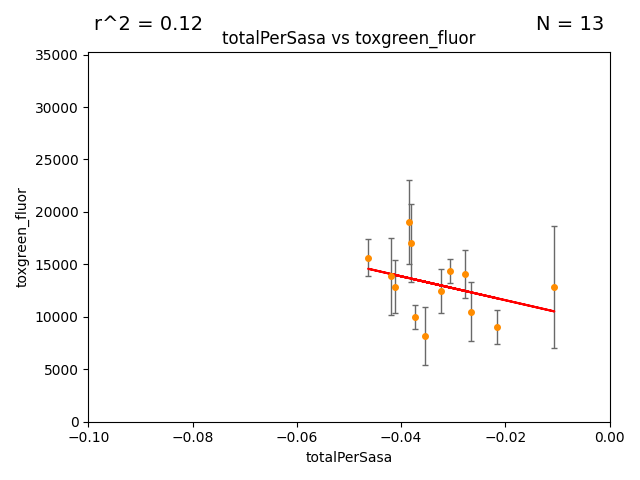 r^2 = 0.12
N = 13
totalPerSasa vs toxgreen_fluor
35000
30000
25000
20000
15000
10000
5000
0
toxgreen_fluor
−0.10
−0.08
−0.06
−0.04
−0.02
0.00
totalPerSasa